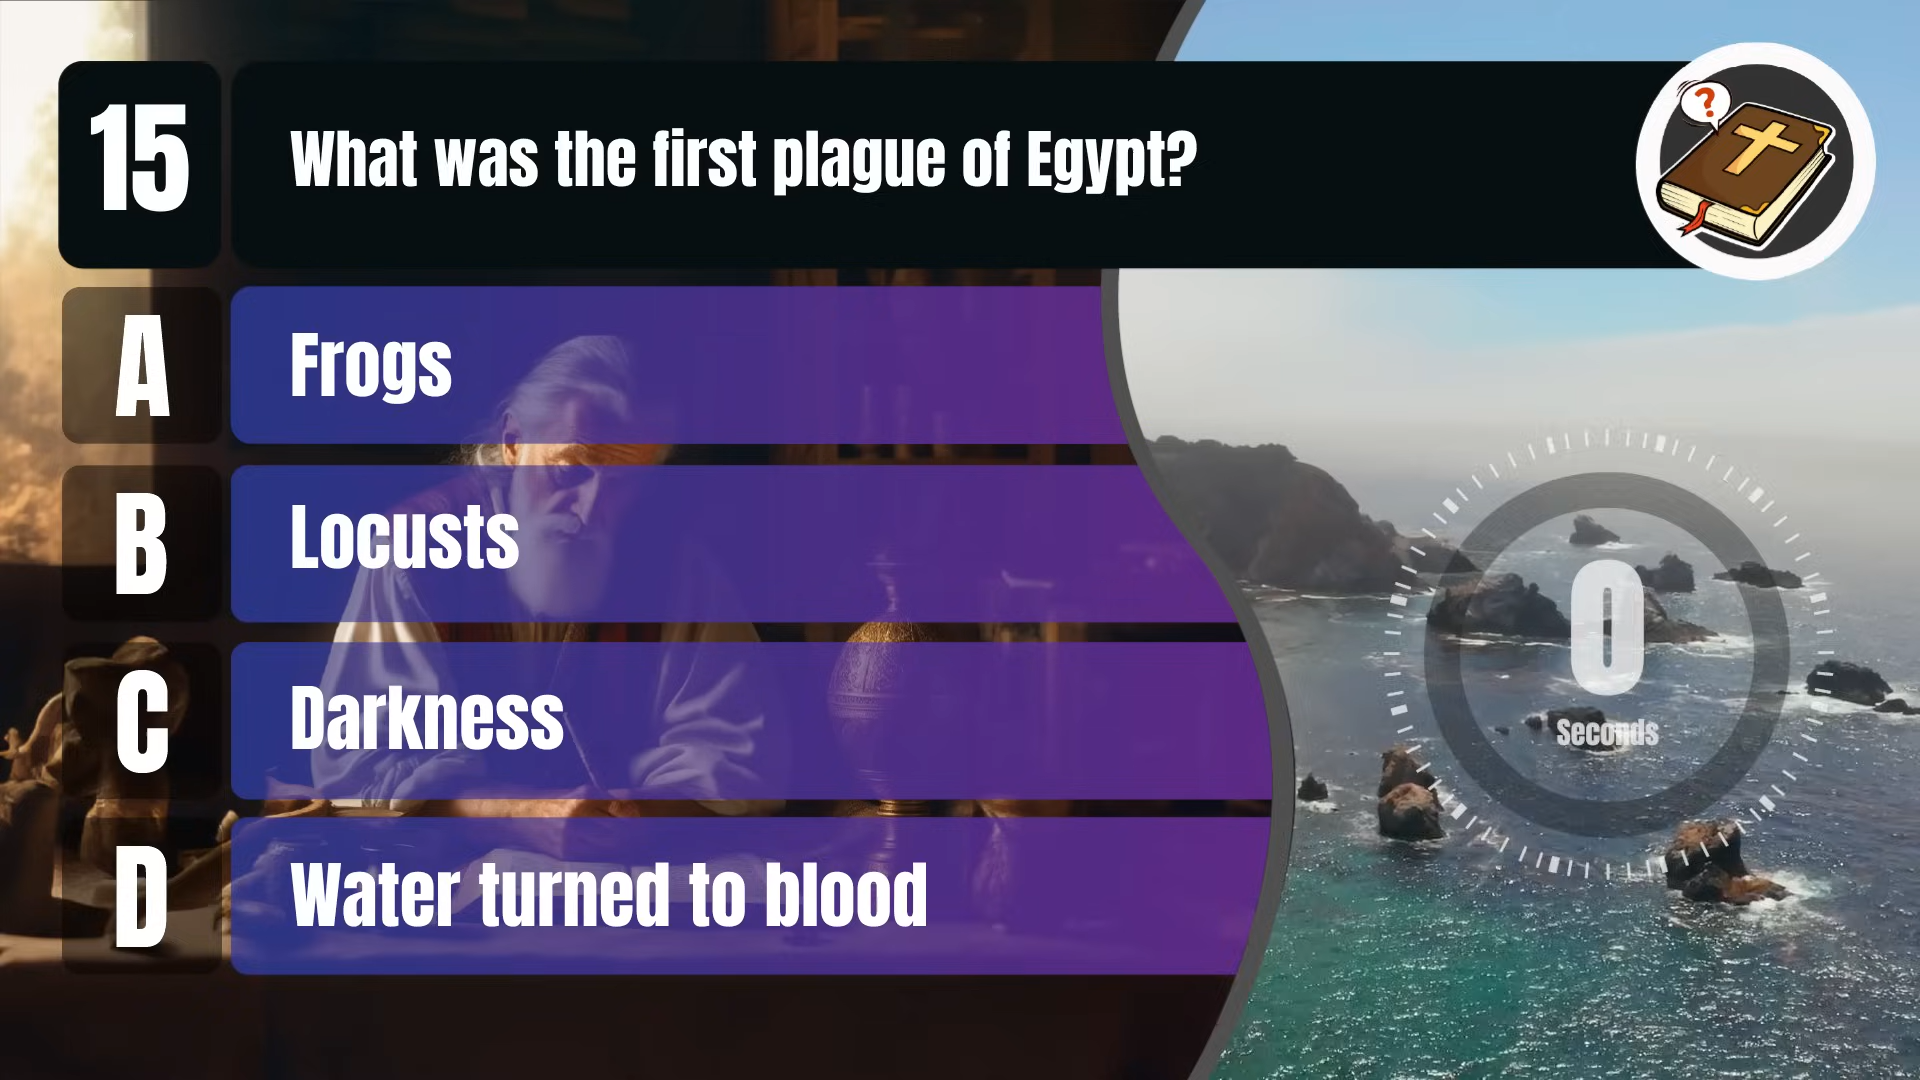 15
What was the first plague of Egypt?
?
A
Frogs
B
Locusts
C
Darkness
D
Water turned to blood
0
Seconds